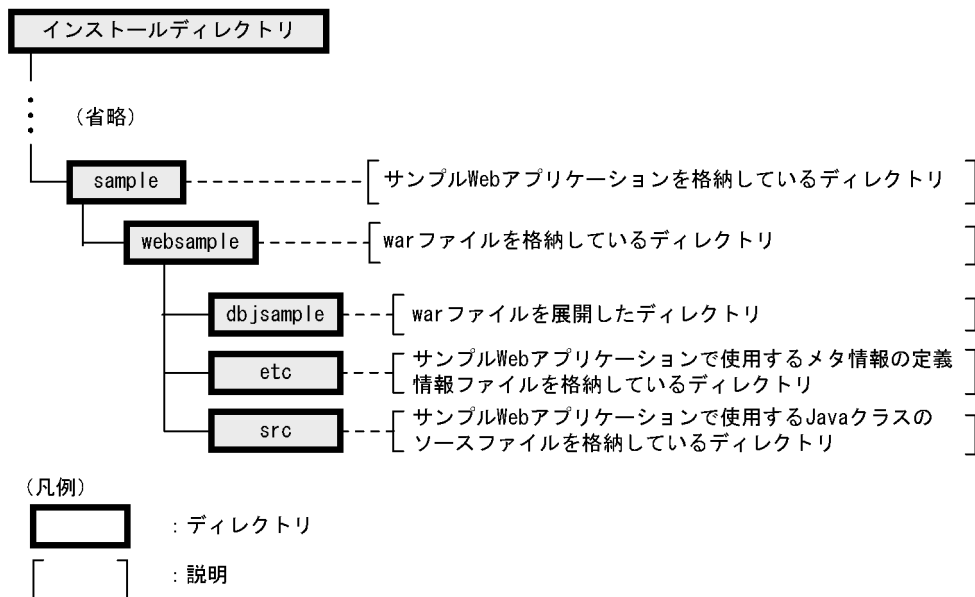 インストールディレクトリ
（省略）
sample
サンプルWebアプリケーションを格納しているディレクトリ
websample
warファイルを格納しているディレクトリ
dbjsample
warファイルを展開したディレクトリ
etc
サンプルWebアプリケーションで使用するメタ情報の定義
情報ファイルを格納しているディレクトリ
src
サンプルWebアプリケーションで使用するJavaクラスの
ソースファイルを格納しているディレクトリ
（凡例）
：ディレクトリ
：説明